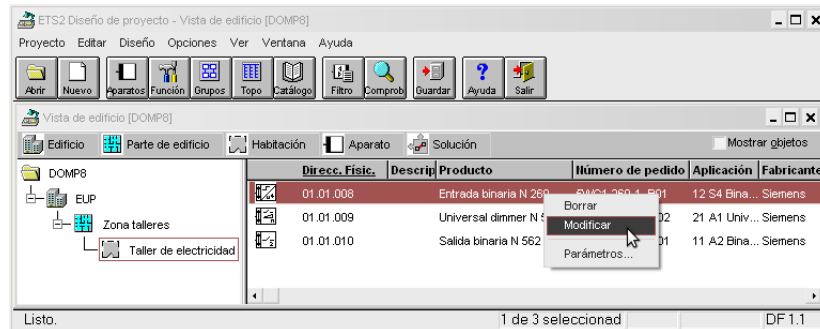 ETS2 Diseño de proyecto - Vista de edificio [DOMP8]
Proyecto Editar Diseño Opciones Ver Ventana Ayuda
Abrir Nuevo Aparatos Función Grupos Topo Catálogo Filtro Comprob Guardar Ayuda Salir
Vista de edificio [DOMP8]
Edificio Parte de edificio Habitación Aparato Solución Mostrar objetos
DOMP8
EUP
Zona talleres
Taller de electricidad
Direcc. Físic. Descrip Producto Número de pedido Aplicación Fabricante
01.01.008 Entrada binaria N 260 12 S4 Bina... Siemens
01.01.009 Universal dimmer N 5 02 21 A1 Univ... Siemens
01.01.010 Salida binaria N 562 01 11 A2 Bina... Siemens
Borrar
Modificar
Parámetros...
Listo. 1 de 3 seleccionad DF 1.1